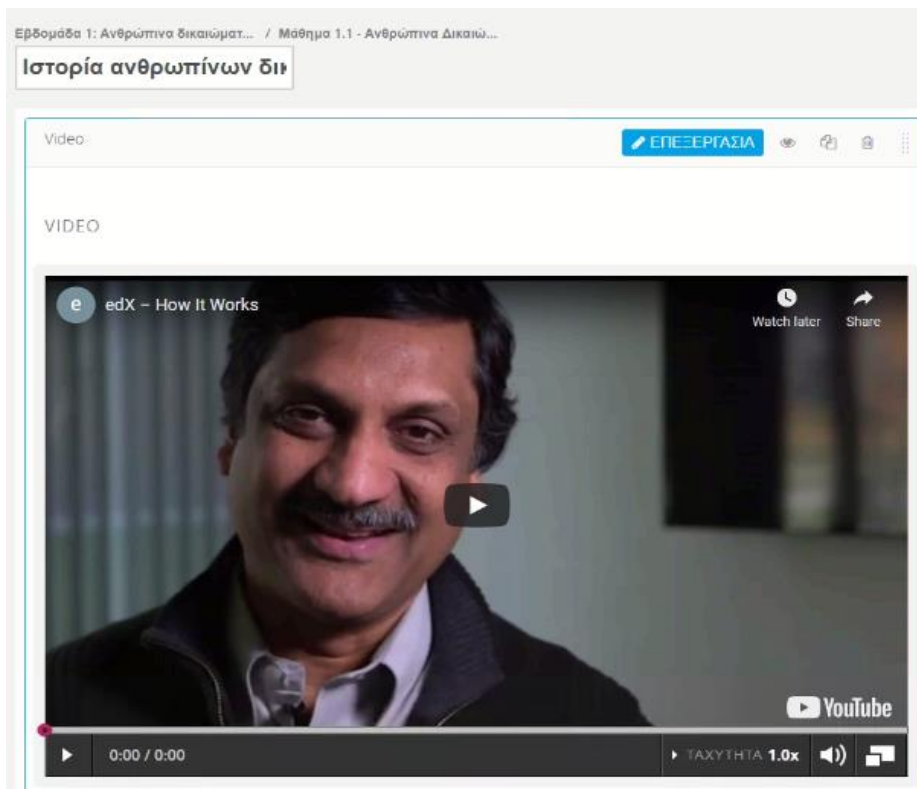 Εβδομάδα 1: Ανθρώπινα δικαιώματ... / Μάθημα 1.1 - Ανθρώπινα Δικαιώ...
Ιστορία ανθρωπίνων δικ
Video
ΕΠΕΞΕΡΓΑΣΙΑ
VIDEO
e edX – How It Works
Watch later Share
YouTube
0:00 / 0:00 ΤΑΧΥΤΗΤΑ 1.0x